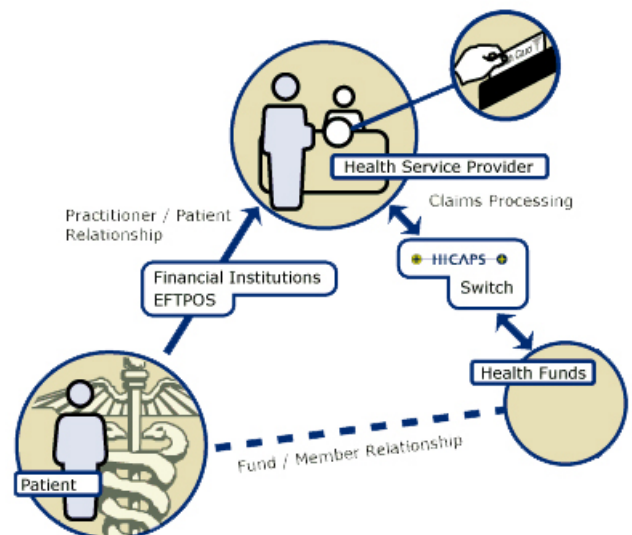 Health Service Provider
Practitioner / Patient
Relationship
Claims Processing
Financial Institutions
EFTPOS
HICAPS
Switch
Health Funds
Fund / Member Relationship
Patient